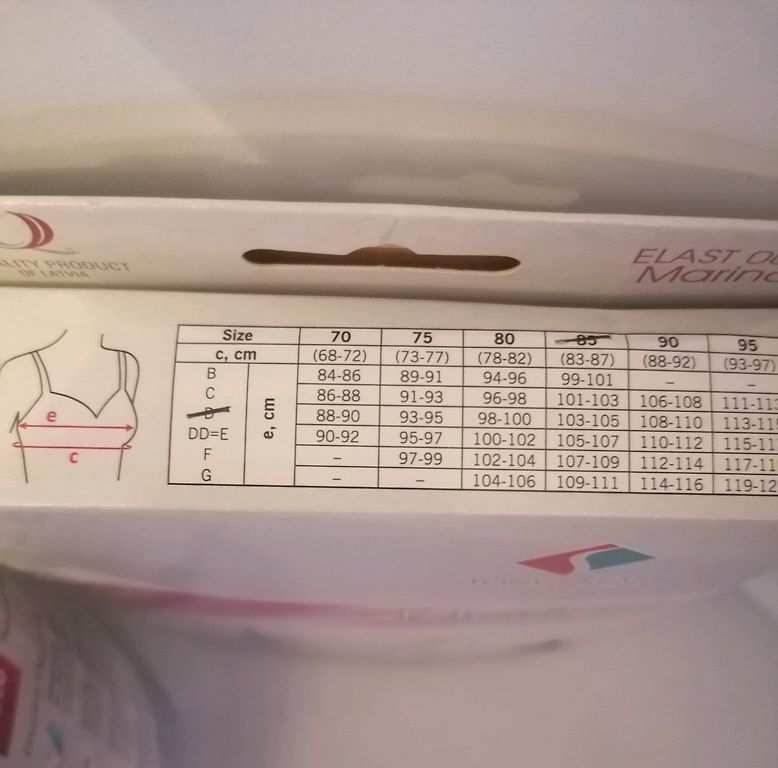 QUALITY PRODUCT
OF LATVIA
ELAST
Marina
Size 70 75 80 85 90 95
c, cm (68-72) (73-77) (78-82) (83-87) (88-92) (93-97)
e, cm
B 84-86 89-91 94-96 99-101 – –
C 86-88 91-93 96-98 101-103 106-108
D 88-90 93-95 98-100 103-105 108-110
DD=E 90-92 95-97 100-102 105-107 110-112
F – 97-99 102-104 107-109 112-114
G – – 104-106 109-111 114-116
e
c